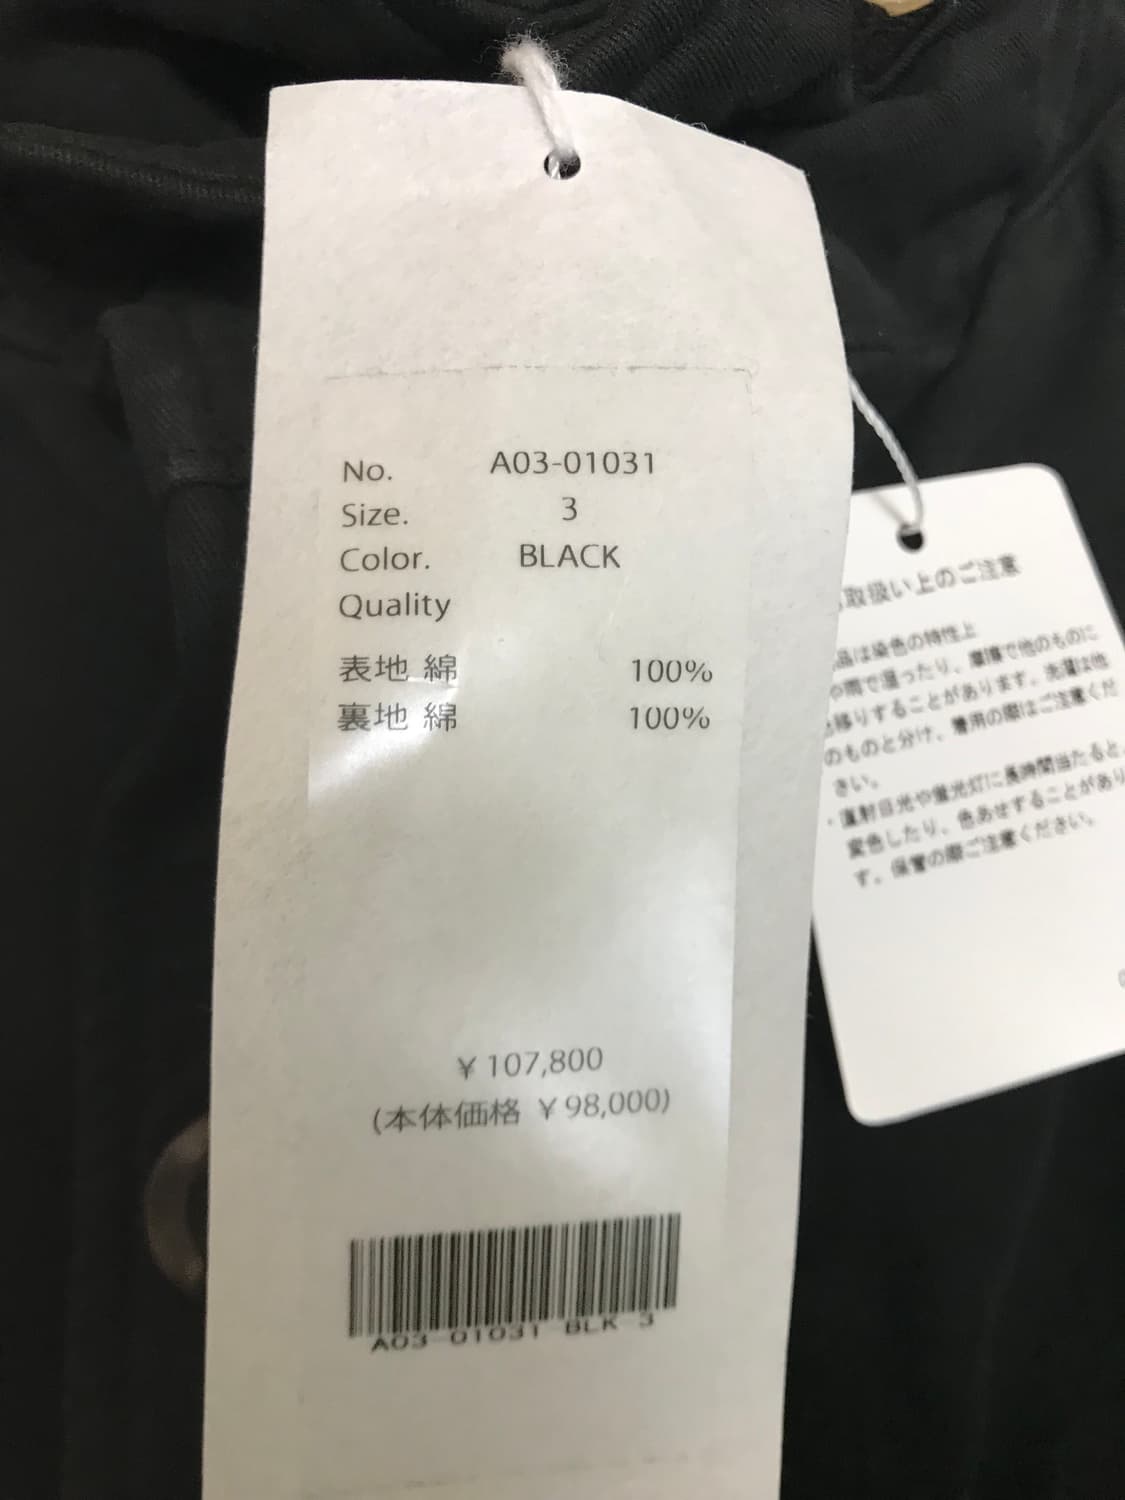 No. A03-01031
Size. 3
Color. BLACK
Quality
表地 綿 100%
裏地 綿 100%
¥ 107,800
(本体価格 ¥98,000)
A03-01031-BLK-3
取扱い上のご注意
品は染色の特性上
や雨で湿ったり、摩擦で他のものに
移りすることがあります。洗濯は他
のものと分け、着用の際はご注意くだ
さい。
・直射日光や蛍光灯に長時間当たると、
変色したり、色あせすることがあり
す。保管の際ご注意ください。